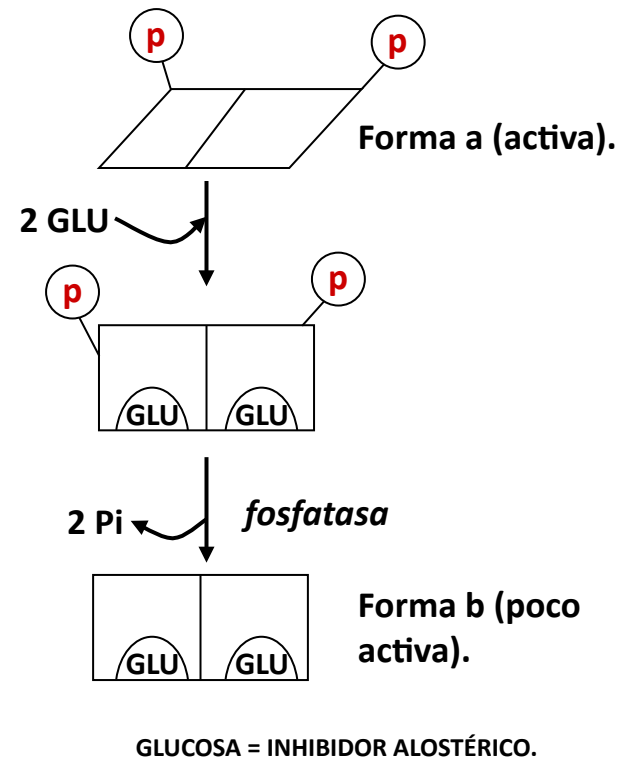 p
p
Forma a (activa).
2 GLU
p
p
GLU
GLU
2 Pi
fosfatasa
Forma b (poco
activa).
GLU
GLU
GLUCOSA = INHIBIDOR ALOSTÉRICO.